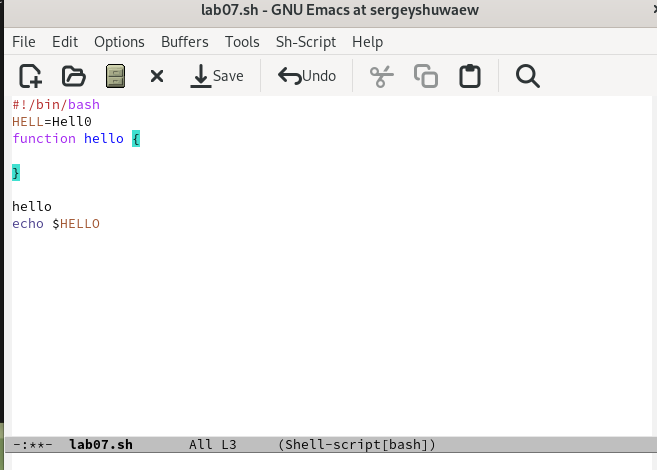 lab07.sh - GNU Emacs at sergeyshuwaew
File Edit Options Buffers Tools Sh-Script Help
Save Undo
#!/bin/bash
HELL=Hell0
function hello {
}
hello
echo $HELLO
-:**- lab07.sh All L3 (Shell-script[bash])